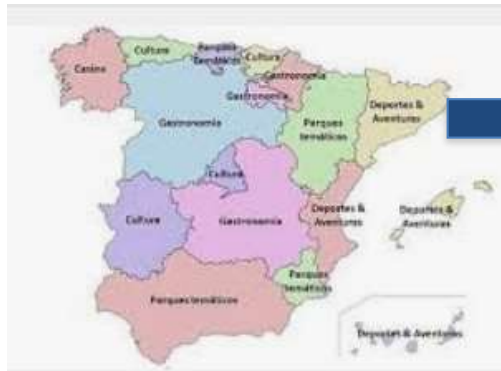 Casino
Cultura
Parques
temáticos
Cultura
Gastronomía
Gastronomía
Gastronomía
Parques
temáticos
Deportes &
Aventuras
Cultura
Cultura
Gastronomía
Deportes &
Aventuras
Deportes &
Aventuras
Parques temáticos
Parques
temáticos
Deportes & Aventuras